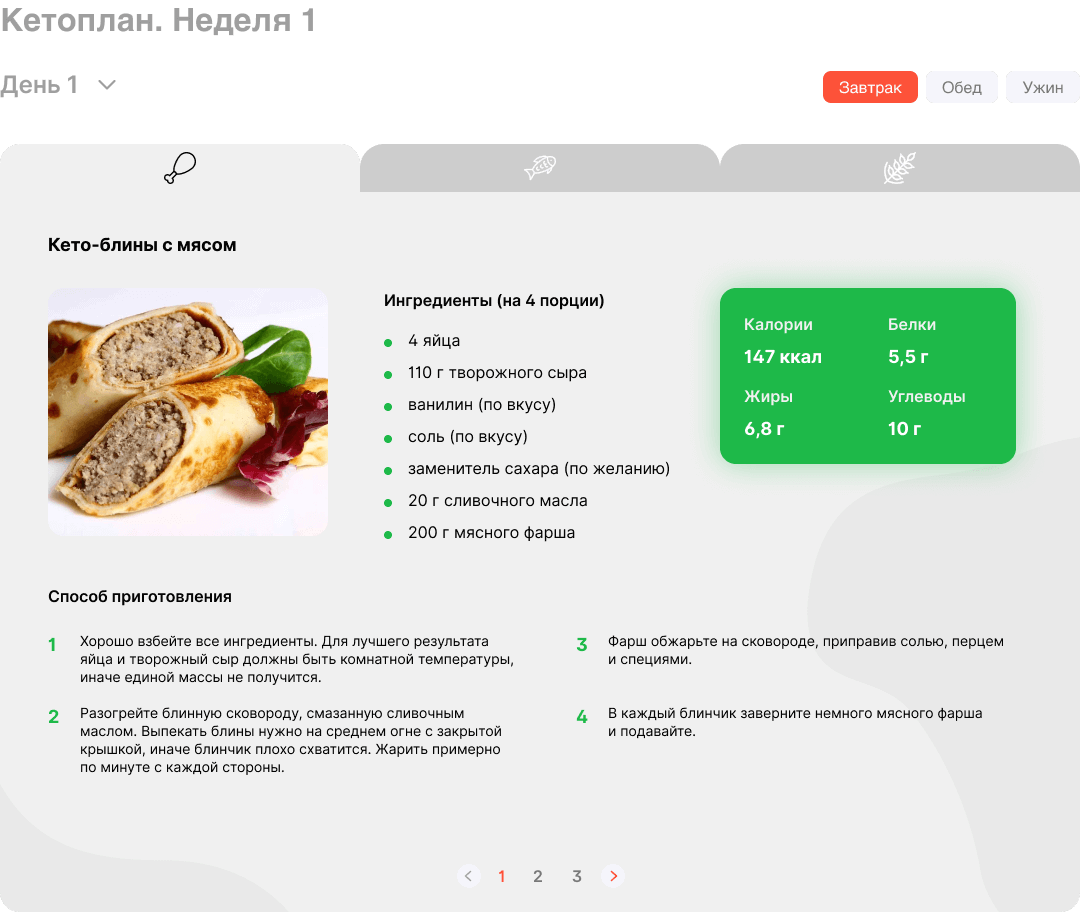 Кетоплан. Неделя 1
День 1
Завтрак
Обед
Ужин
Кето-блины с мясом
Ингредиенты (на 4 порции)
4 яйца
110 г творожного сыра
ванилин (по вкусу)
соль (по вкусу)
заменитель сахара (по желанию)
20 г сливочного масла
200 г мясного фарша
Калории
147 ккал
Белки
5,5 г
Жиры
6,8 г
Углеводы
10 г
Способ приготовления
1
Хорошо взбейте все ингредиенты. Для лучшего результата
яйца и творожный сыр должны быть комнатной температуры,
иначе единой массы не получится.
2
Разогрейте блинную сковороду, смазанную сливочным
маслом. Выпекать блины нужно на среднем огне с закрытой
крышкой, иначе блинчик плохо схватится. Жарить примерно
по минуте с каждой стороны.
3
Фарш обжарьте на сковороде, приправив солью, перцем
и специями.
4
В каждый блинчик заверните немного мясного фарша
и подавайте.
1
2
3